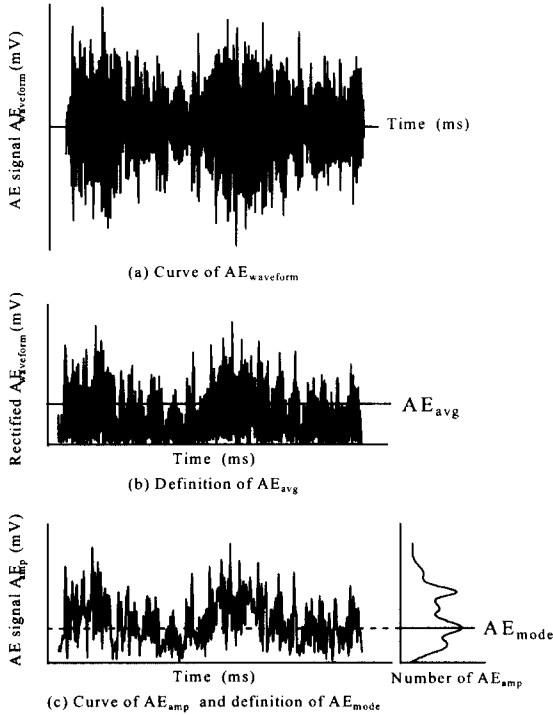 AE signal AEwaveform (mV)
Time (ms)
(a) Curve of AEwaveform
Rectified AEwaveform (mV)
AEavg
Time (ms)
(b) Definition of AEavg
AE signal AEamp (mV)
AEmode
Time (ms)
Number of AEamp
(c) Curve of AEamp and definition of AEmode